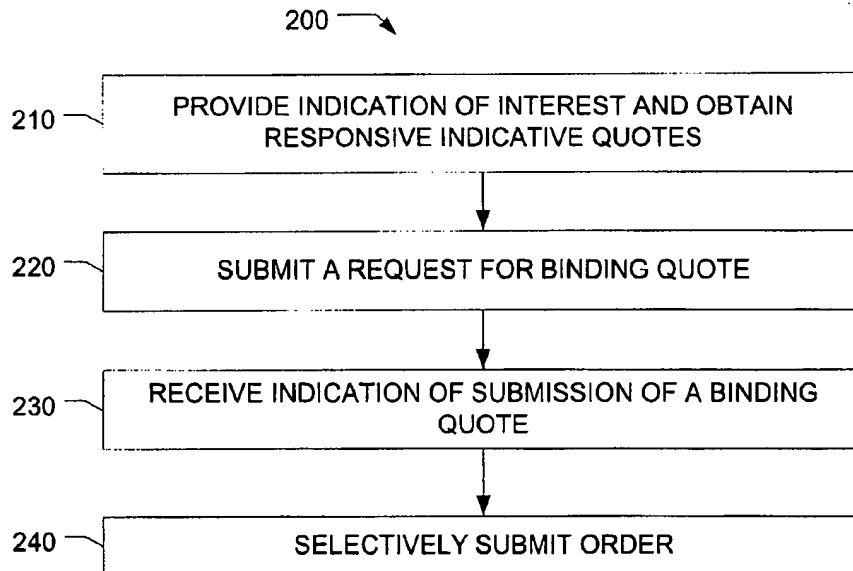 200
210
PROVIDE INDICATION OF INTEREST AND OBTAIN
RESPONSIVE INDICATIVE QUOTES
220
SUBMIT A REQUEST FOR BINDING QUOTE
230
RECEIVE INDICATION OF SUBMISSION OF A BINDING
QUOTE
240
SELECTIVELY SUBMIT ORDER